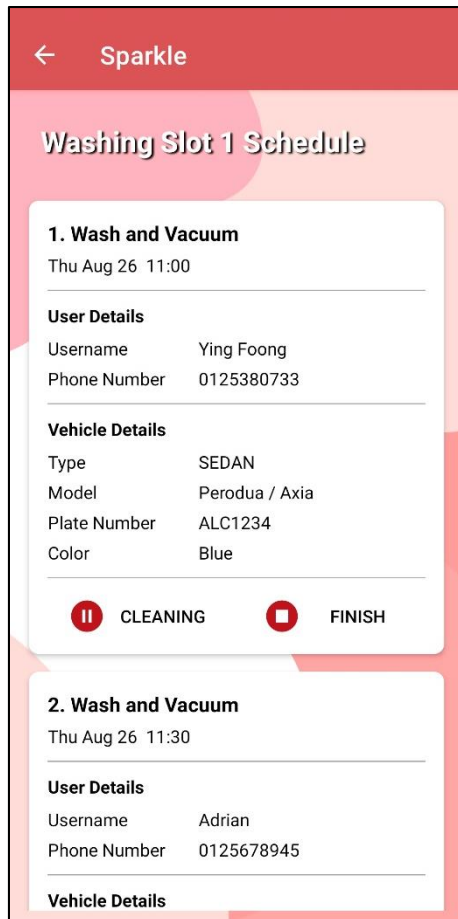 Sparkle
Washing Slot 1 Schedule
1. Wash and Vacuum
Thu Aug 26 11:00
User Details
Username Ying Foong
Phone Number 0125380733
Vehicle Details
Type SEDAN
Model Perodua / Axia
Plate Number ALC1234
Color Blue
CLEANING FINISH
2. Wash and Vacuum
Thu Aug 26 11:30
User Details
Username Adrian
Phone Number 0125678945
Vehicle Details